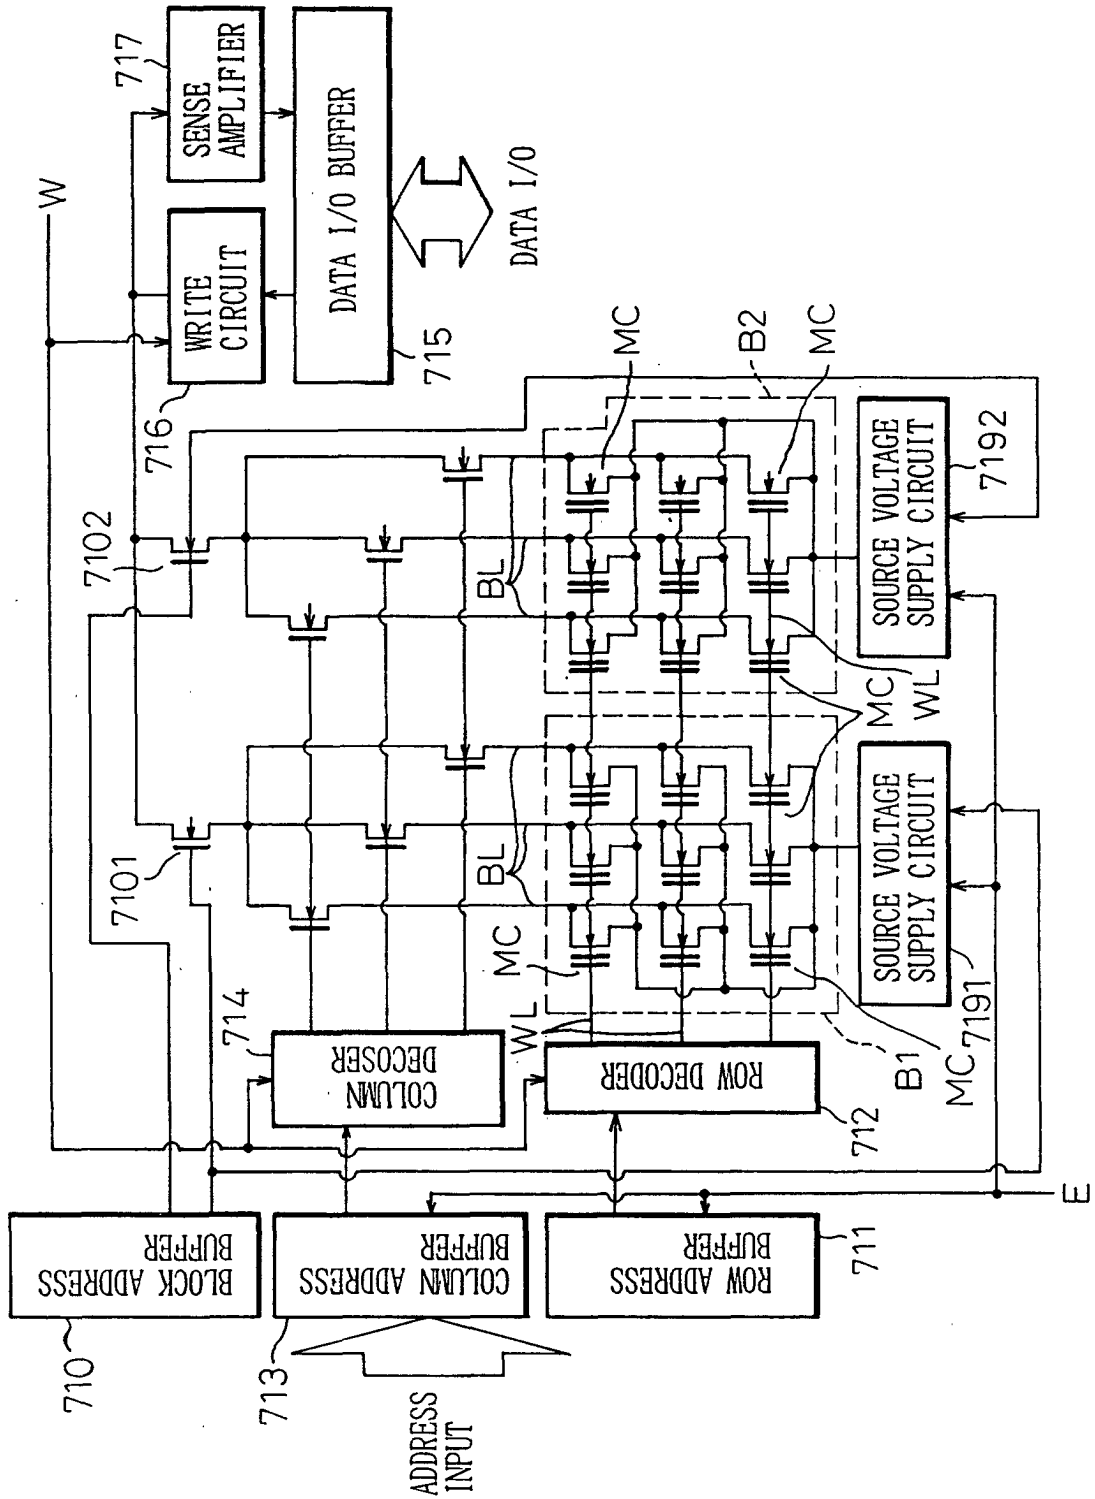 W
717
SENSE
AMPLIFIER
WRITE
CIRCUIT
DATA I/O BUFFER
DATA I/O
716
715
7102
7101
BL
BL
MC
B2
MC
SOURCE VOLTAGE
SUPPLY CIRCUIT
7192
MC
WL
SOURCE VOLTAGE
SUPPLY CIRCUIT
7191
MC
MC
B1
WL
714
COLUMN
DECOSER
ROW DECODER
712
710
BLOCK ADDRESS
BUFFER
713
COLUMN ADDRESS
BUFFER
ROW ADDRESS
BUFFER
711
E
ADDRESS
INPUT